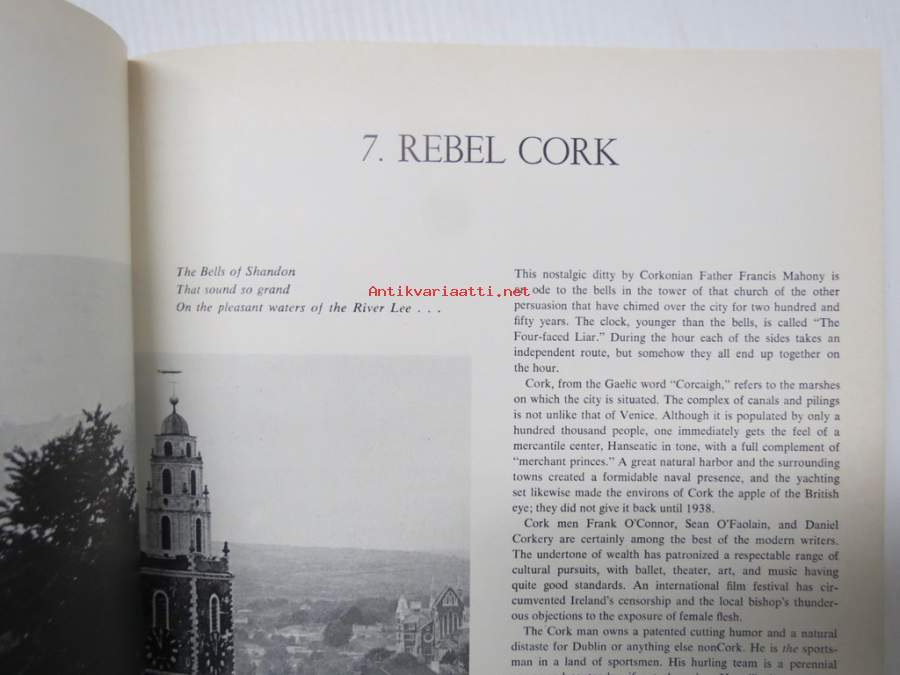 7. REBEL CORK
The Bells of Shandon
That sound so grand
On the pleasant waters of the River Lee . . .
Antikvariaatti.net
This nostalgic ditty by Corkonian Father Francis Mahony is
an ode to the bells in the tower of that church of the other
persuasion that have chimed over the city for two hundred and
fifty years. The clock, younger than the bells, is called “The
Four-faced Liar.” During the hour each of the sides takes an
independent route, but somehow they all end up together on
the hour.
Cork, from the Gaelic word “Corcaigh,” refers to the marshes
on which the city is situated. The complex of canals and pilings
is not unlike that of Venice. Although it is populated by only a
hundred thousand people, one immediately gets the feel of a
mercantile center, Hanseatic in tone, with a full complement of
“merchant princes.” A great natural harbor and the surrounding
towns created a formidable naval presence, and the yachting
set likewise made the environs of Cork the apple of the British
eye; they did not give it back until 1938.
Cork men Frank O'Connor, Sean O'Faolain, and Daniel
Corkery are certainly among the best of the modern writers.
The undertone of wealth has patronized a respectable range of
cultural pursuits, with ballet, theater, art, and music having
quite good standards. An international film festival has cir-
cumvented Ireland's censorship and the local bishop's thunder-
ous objections to the exposure of female flesh.
The Cork man owns a patented cutting humor and a natural
distaste for Dublin or anything else nonCork. He is the sports-
man in a land of sportsmen. His hurling team is a perennial